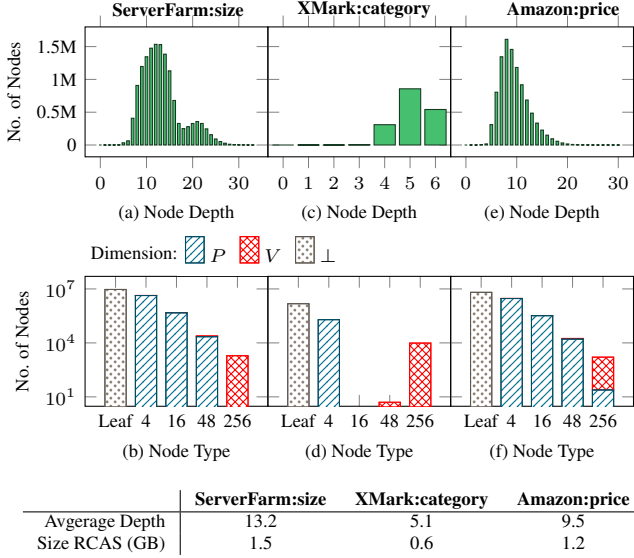 ServerFarm:size XMark:category Amazon:price
No. of Nodes
1.5M
1M
0.5M
0
0 10 20 30 0 1 2 3 4 5 6 0 10 20 30
(a) Node Depth (c) Node Depth (e) Node Depth
Dimension: P V ⊥
No. of Nodes
10^7
10^4
10^1
Leaf 4 16 48 256 Leaf 4 16 48 256 Leaf 4 16 48 256
(b) Node Type (d) Node Type (f) Node Type
ServerFarm:size XMark:category Amazon:price
Avgerage Depth 13.2 5.1 9.5
Size RCAS (GB) 1.5 0.6 1.2